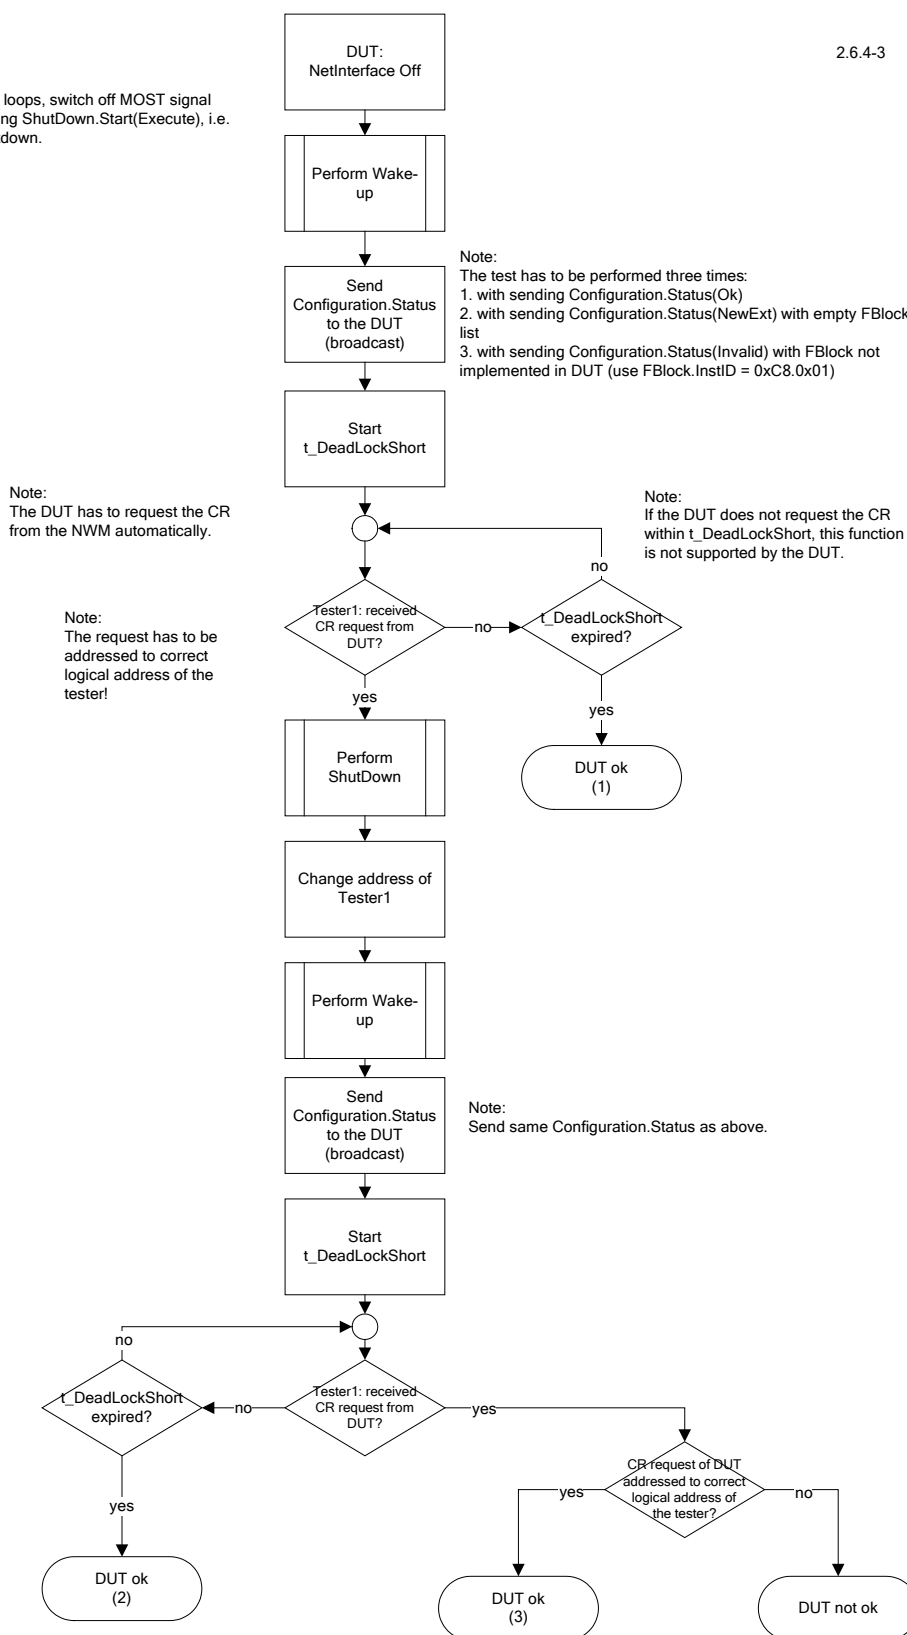 DUT:
NetInterface Off
2.6.4-3
loops, switch off MOST signal
ng ShutDown.Start(Execute), i.e.
down.
Perform Wake-
up
Send
Configuration.Status
to the DUT
(broadcast)
Note:
The test has to be performed three times:
1. with sending Configuration.Status(Ok)
2. with sending Configuration.Status(NewExt) with empty FBlock
list
3. with sending Configuration.Status(Invalid) with FBlock not
implemented in DUT (use FBlock.InstID = 0xC8.0x01)
Start
t_DeadLockShort
Note:
The DUT has to request the CR
from the NWM automatically.
Note:
If the DUT does not request the CR
within t_DeadLockShort, this function
is not supported by the DUT.
no
Note:
The request has to be
addressed to correct
logical address of the
tester!
Tester1: received
CR request from
DUT?
no
t_DeadLockShort
expired?
yes
yes
Perform
ShutDown
DUT ok
(1)
Change address of
Tester1
Perform Wake-
up
Send
Configuration.Status
to the DUT
(broadcast)
Note:
Send same Configuration.Status as above.
Start
t_DeadLockShort
no
t_DeadLockShort
expired?
no
Tester1: received
CR request from
DUT?
yes
CR request of DUT
addressed to correct
logical address of
the tester?
yes
no
yes
DUT ok
(2)
DUT ok
(3)
DUT not ok